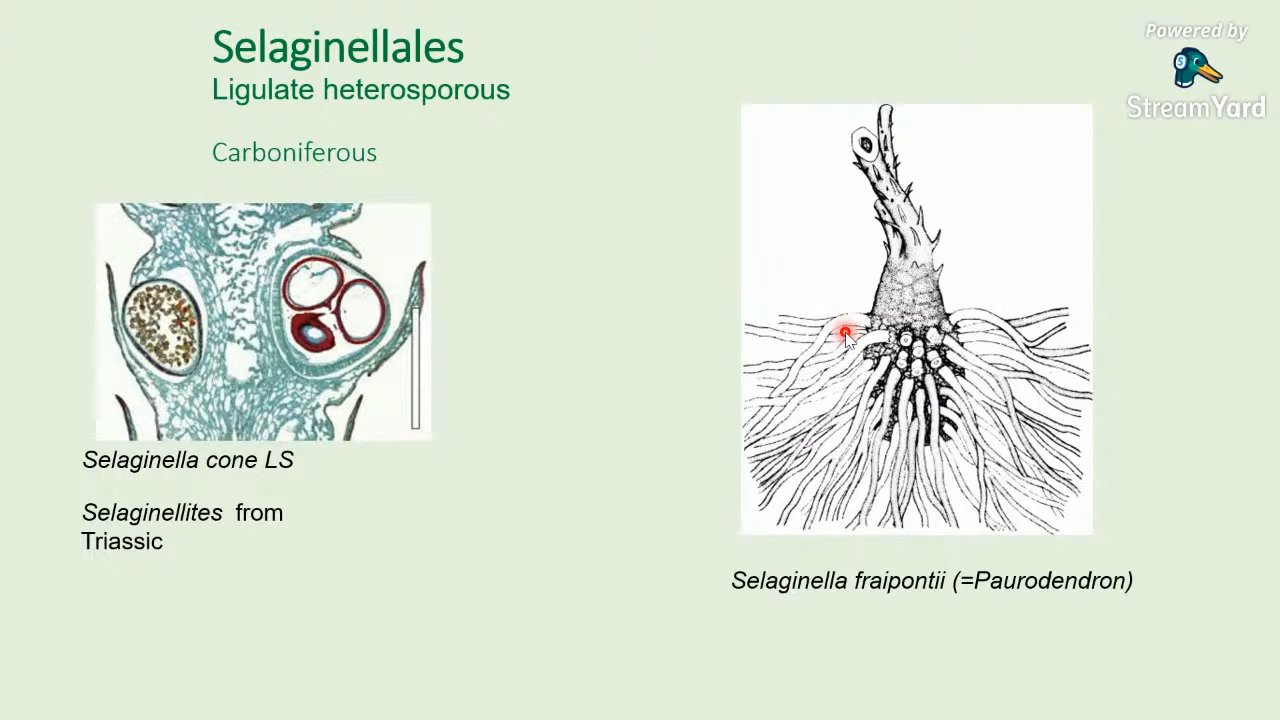 Selaginellales
Ligulate heterosporous
Carboniferous
Selaginella cone LS
Selaginellites from
Triassic
Selaginella fraipontii (=Paurodendron)
Powered by
S
StreamYard